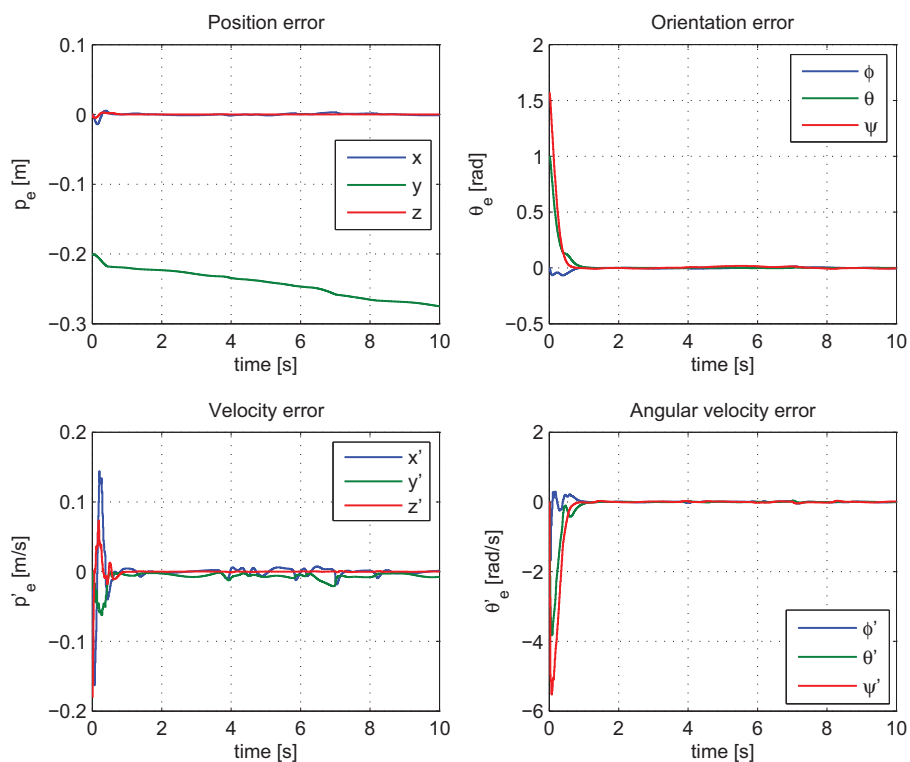 Position error
0.1
0
−0.1
−0.2
−0.3
p_e [m]
x
y
z
0 2 4 6 8 10
time [s]
Orientation error
2
1.5
1
0.5
0
−0.5
θ_e [rad]
ϕ
θ
ψ
0 2 4 6 8 10
time [s]
Velocity error
0.2
0.1
0
−0.1
−0.2
p'_e [m/s]
x'
y'
z'
0 2 4 6 8 10
time [s]
Angular velocity error
2
0
−2
−4
−6
θ'_e [rad/s]
ϕ'
θ'
ψ'
0 2 4 6 8 10
time [s]